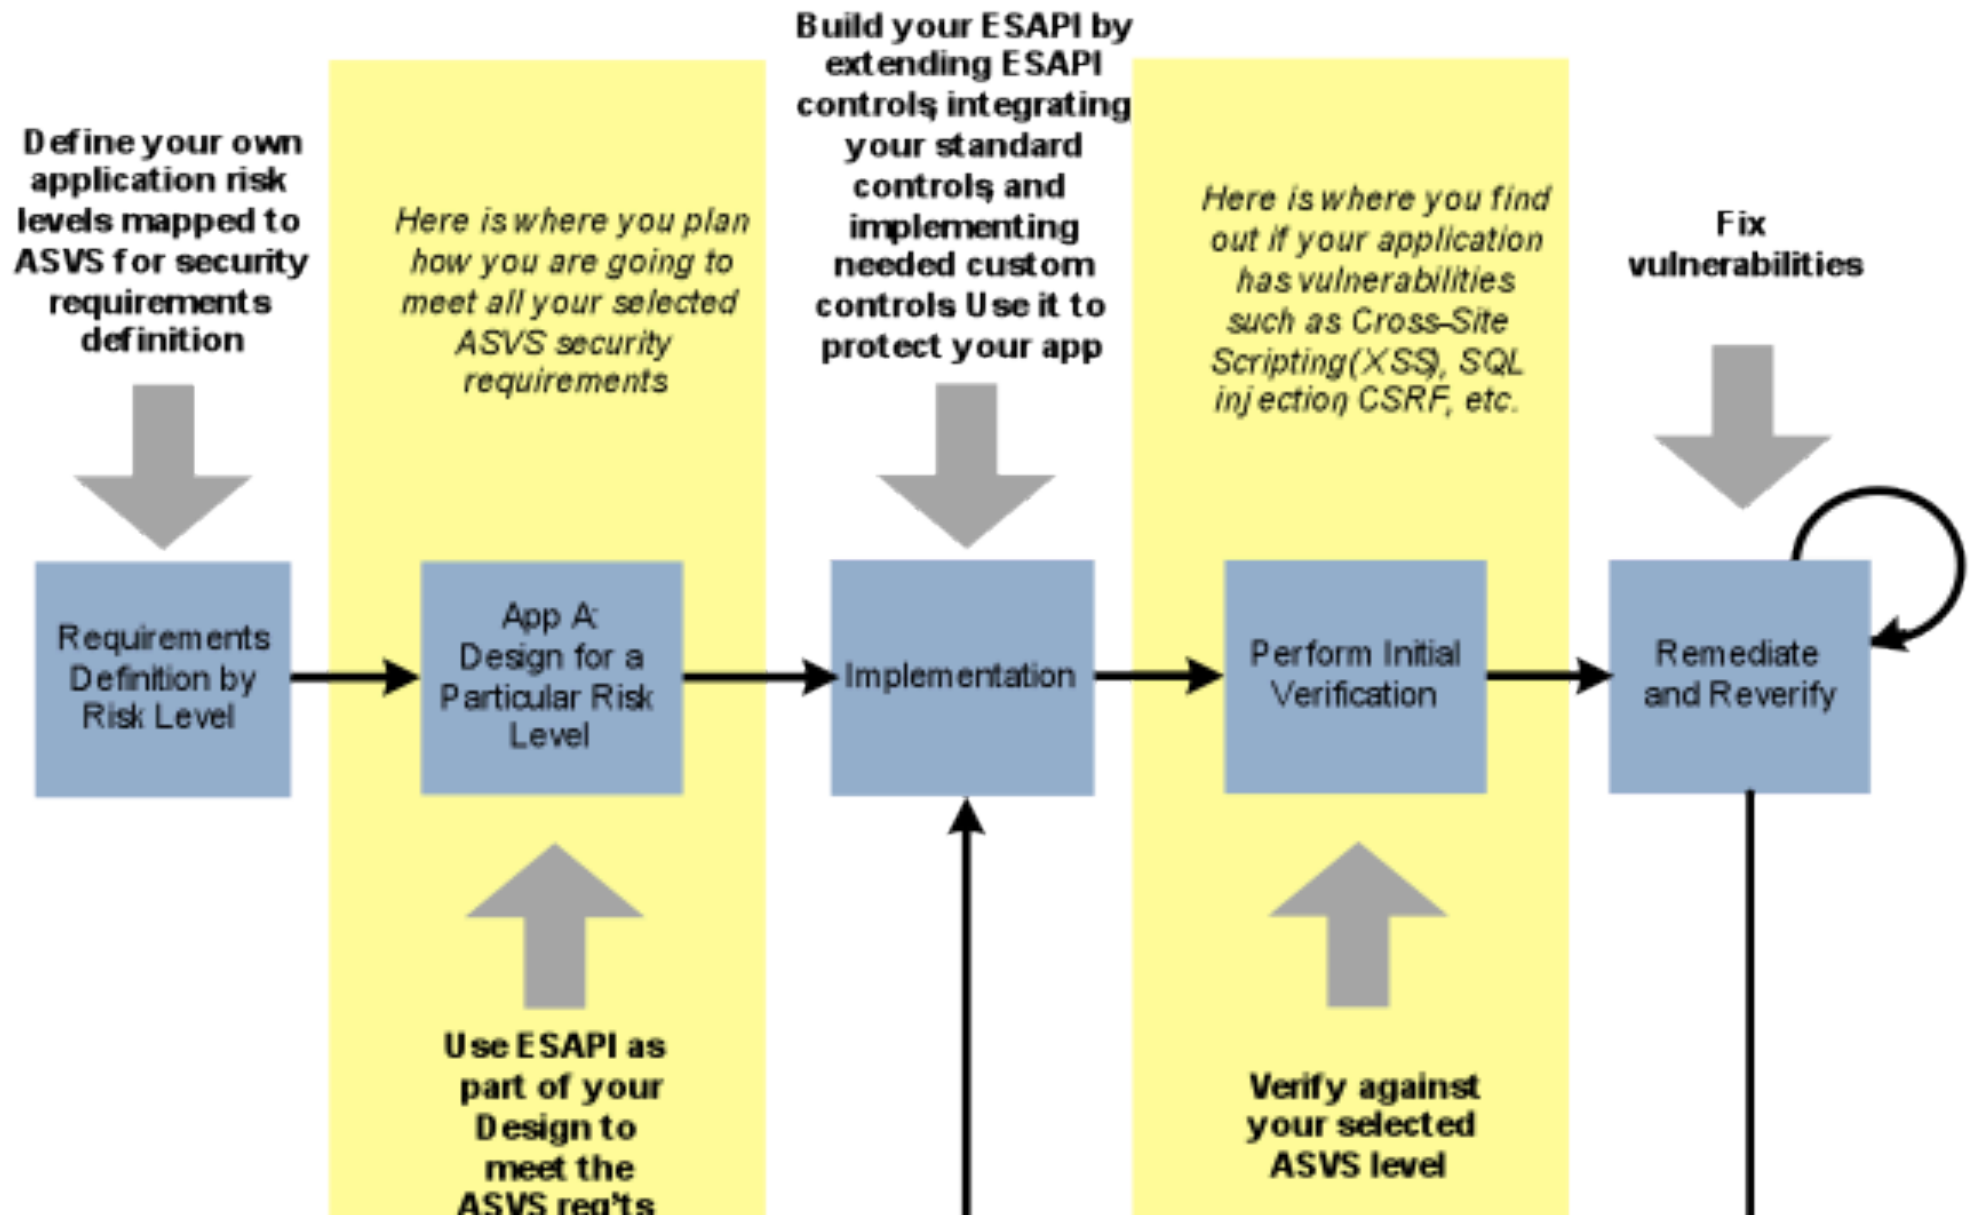 Define your own
application risk
levels mapped to
ASVS for security
requirements
definition
Here is where you plan
how you are going to
meet all your selected
ASVS security
requirements
Build your ESAPI by
extending ESAPI
controls, integrating
your standard
controls, and
implementing
needed custom
controls. Use it to
protect your app
Here is where you find
out if your application
has vulnerabilities
such as Cross-Site
Scripting (XSS), SQL
injection, CSRF, etc.
Fix
vulnerabilities
Requirements
Definition by
Risk Level
App A:
Design for a
Particular Risk
Level
Implementation
Perform Initial
Verification
Remediate
and Reverify
Use ESAPI as
part of your
Design to
meet the
ASVS req'ts
Verify against
your selected
ASVS level